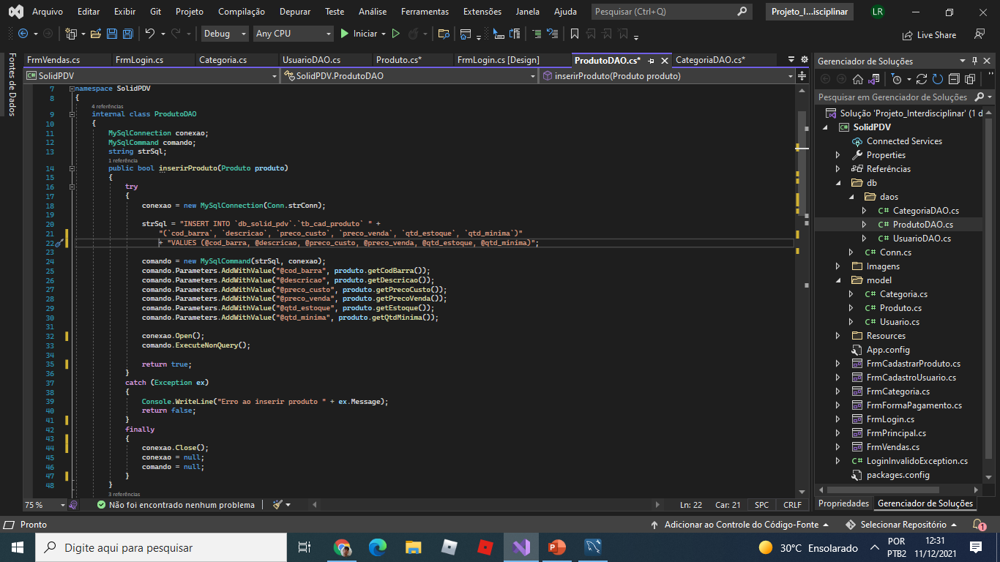 Arquivo Editar Exibir Git Projeto Compilação Depurar Teste Análise Ferramentas Extensões Janela Ajuda Pesquisar (Ctrl+Q) Projeto_I...isciplinar LR
Debug Any CPU Iniciar Live Share
Fontes de Dados
FrmVendas.cs FrmLogin.cs Categoria.cs UsuarioDAO.cs Produto.cs* FrmLogin.cs [Design] ProdutoDAO.cs* CategoriaDAO.cs*
SolidPDV SolidPDV.ProdutoDAO inserirProduto(Produto produto)
7 namespace SolidPDV
8 {
4 referências
9 internal class ProdutoDAO
10 {
11 MySqlConnection conexao;
12 MySqlCommand comando;
13 string strSql;
1 referência
14 public bool inserirProduto(Produto produto)
15 {
16 try
17 {
18 conexao = new MySqlConnection(Conn.strConn);
19
20 strSql = "INSERT INTO `db_solid_pdv`.`tb_cad_produto` " +
21 "(`cod_barra`, `descricao`, `preco_custo`, `preco_venda`, `qtd_estoque`, `qtd_minima`)"
22 + "VALUES (@cod_barra, @descricao, @preco_custo, @preco_venda, @qtd_estoque, @qtd_minima)";
23
24 comando = new MySqlCommand(strSql, conexao);
25 comando.Parameters.AddWithValue("@cod_barra", produto.getCodBarra());
26 comando.Parameters.AddWithValue("@descricao", produto.getDescricao());
27 comando.Parameters.AddWithValue("@preco_custo", produto.getPrecoCusto());
28 comando.Parameters.AddWithValue("@preco_venda", produto.getPrecoVenda());
29 comando.Parameters.AddWithValue("@qtd_estoque", produto.getEstoque());
30 comando.Parameters.AddWithValue("@qtd_minima", produto.getQtdMinima());
31
32 conexao.Open();
33 comando.ExecuteNonQuery();
34
35 return true;
36 }
37 catch (Exception ex)
38 {
39 Console.WriteLine("Erro ao inserir produto " + ex.Message);
40 return false;
41 }
42 finally
43 {
44 conexao.Close();
45 conexao = null;
46 comando = null;
47 }
48 }
3 referências
75 % Não foi encontrado nenhum problema Ln: 22 Car: 21 SPC CRLF
Gerenciador de Soluções
Pesquisar em Gerenciador de Soluções
Solução 'Projeto_Interdisciplinar' (1 d
SolidPDV
Connected Services
Properties
Referências
db
daos
CategoriaDAO.cs
ProdutoDAO.cs
UsuarioDAO.cs
Conn.cs
Imagens
model
Categoria.cs
Produto.cs
Usuario.cs
Resources
App.config
FrmCadastrarProduto.cs
FrmCadastroUsuario.cs
FrmCategoria.cs
FrmFormaPagamento.cs
FrmLogin.cs
FrmPrincipal.cs
FrmVendas.cs
LoginInvalidoException.cs
packages.config
Propriedades Gerenciador de Soluções
Pronto Adicionar ao Controle do Código-Fonte Selecionar Repositório 1
Digite aqui para pesquisar 30°C Ensolarado POR PTB2 12:31 11/12/2021